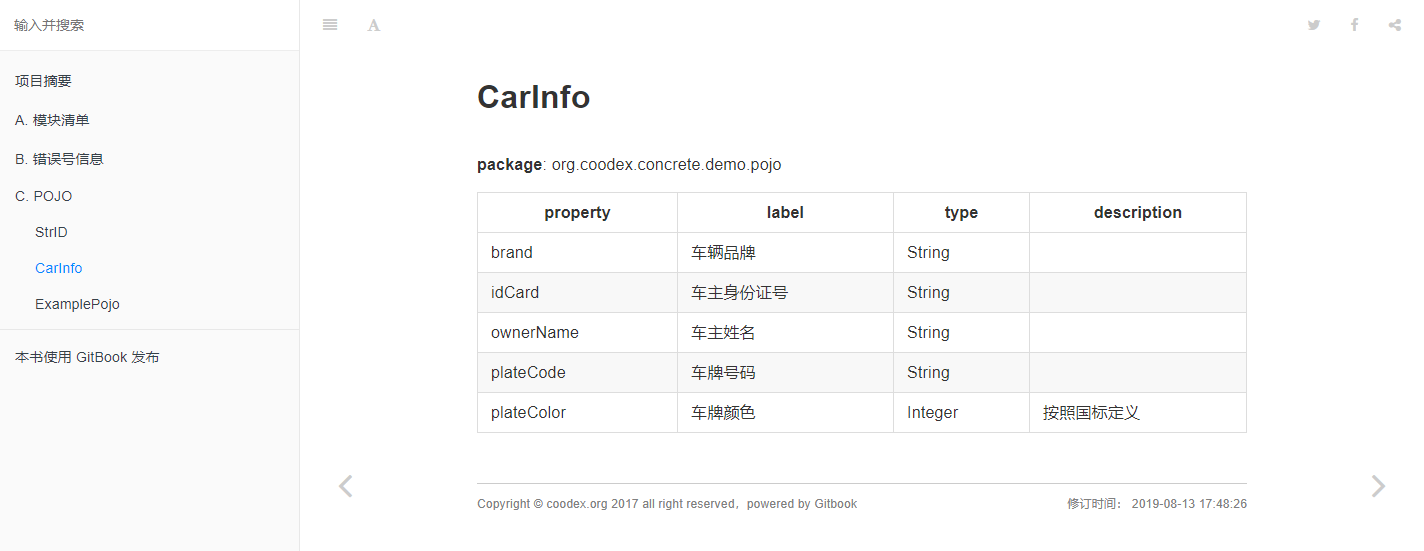 输入并搜索
项目摘要
A. 模块清单
B. 错误号信息
C. POJO
StrID
CarInfo
ExamplePojo
本书使用 GitBook 发布
A
CarInfo
package: org.coodex.concrete.demo.pojo
property label type description
brand 车辆品牌 String
idCard 车主身份证号 String
ownerName 车主姓名 String
plateCode 车牌号码 String
plateColor 车牌颜色 Integer 按照国标定义
Copyright © coodex.org 2017 all right reserved，powered by Gitbook 修订时间： 2019-08-13 17:48:26